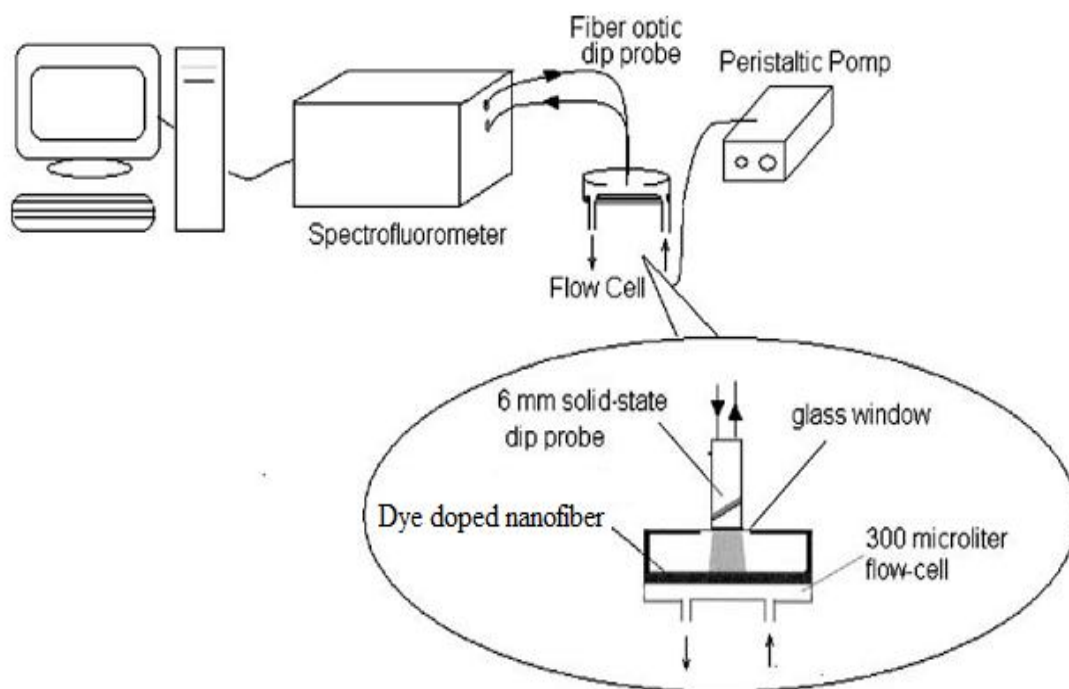 Fiber optic
dip probe
Peristaltic Pomp
Spectrofluorometer
Flow Cell
6 mm solid-state
dip probe
glass window
Dye doped nanofiber
300 microliter
flow-cell